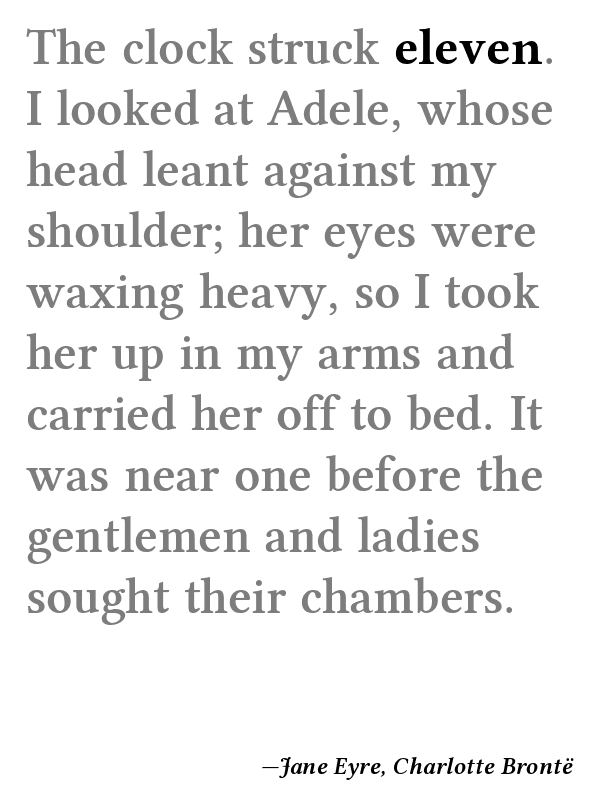 The clock struck eleven.
I looked at Adele, whose
head leant against my
shoulder; her eyes were
waxing heavy, so I took
her up in my arms and
carried her off to bed. It
was near one before the
gentlemen and ladies
sought their chambers.
—Jane Eyre, Charlotte Brontë